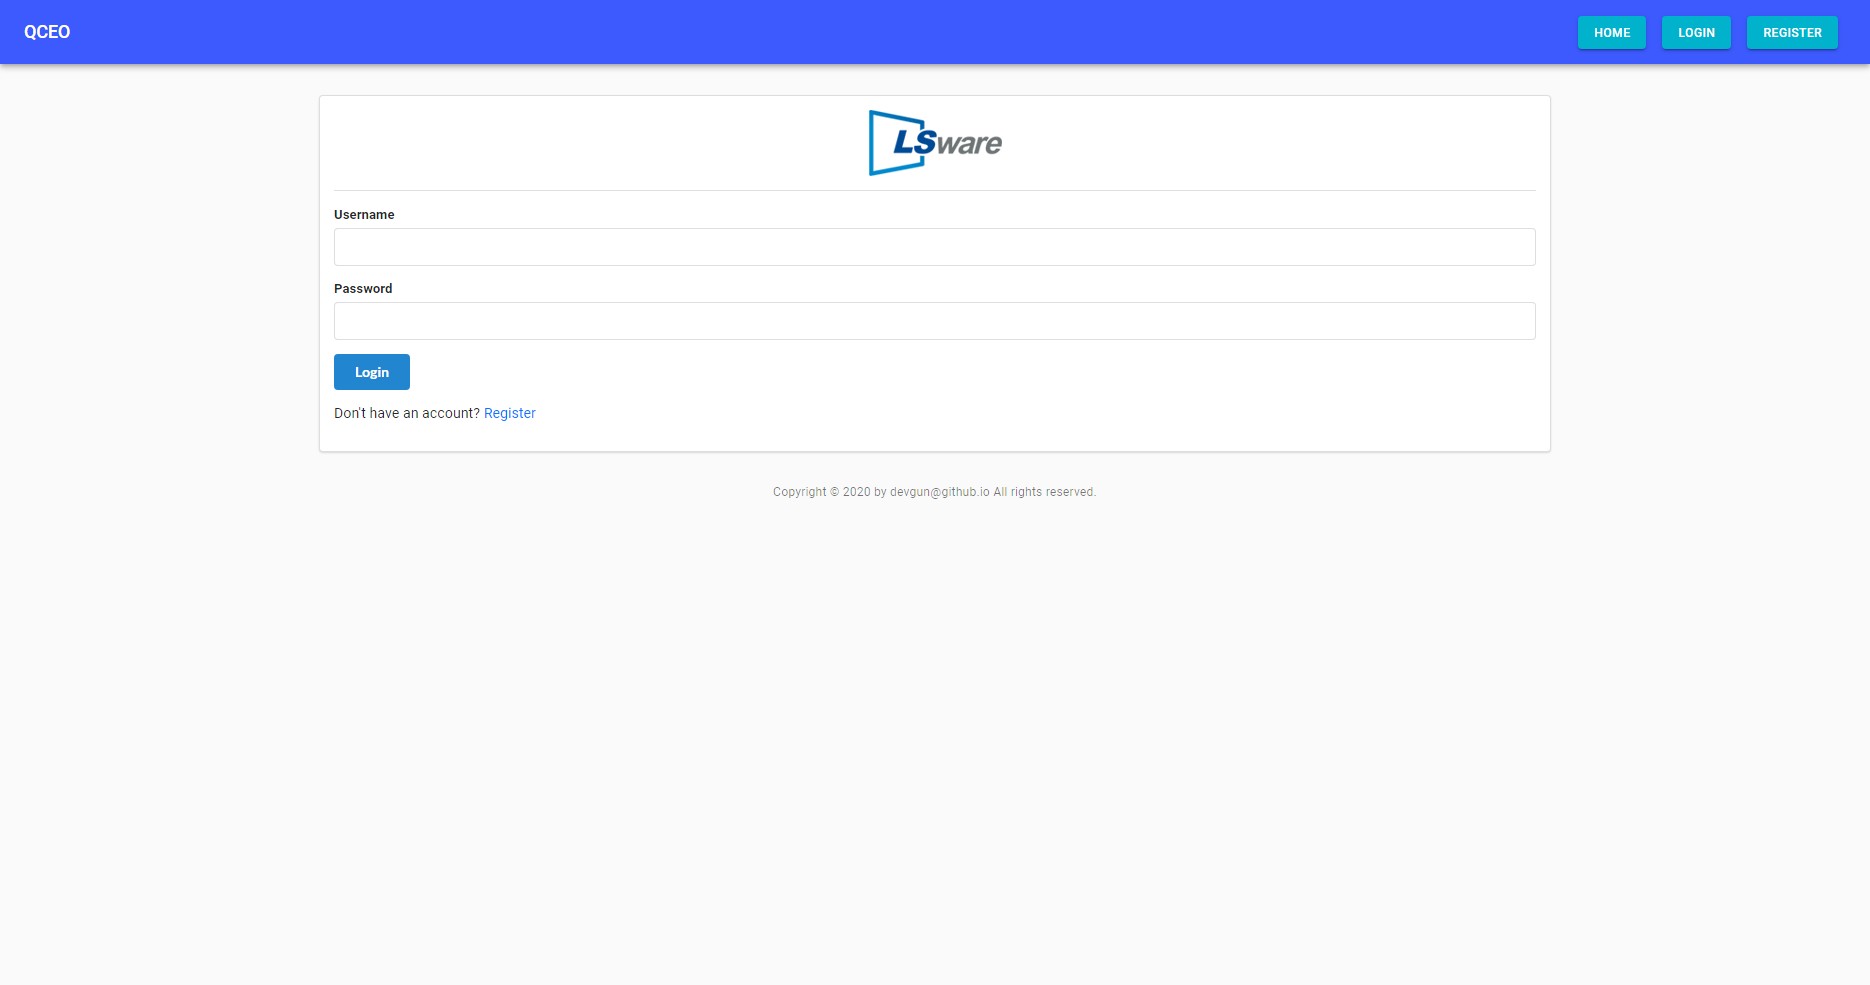 QCEO
HOME
LOGIN
REGISTER
LSware
Username
Password
Login
Don't have an account? Register
Copyright © 2020 by devgun@github.io All rights reserved.